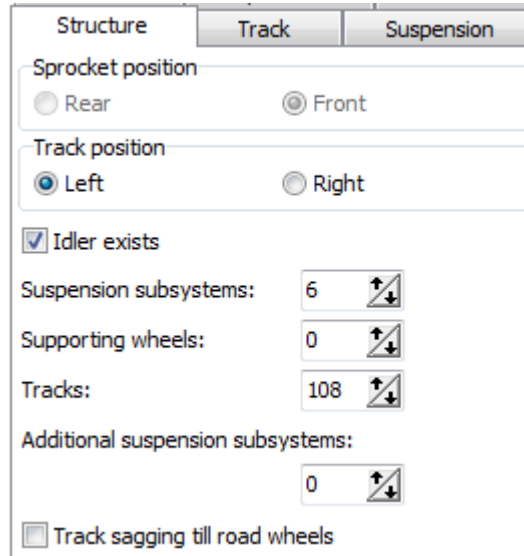 Structure Track Suspension
Sprocket position
Rear Front
Track position
Left Right
Idler exists
Suspension subsystems: 6
Supporting wheels: 0
Tracks: 108
Additional suspension subsystems:
0
Track sagging till road wheels